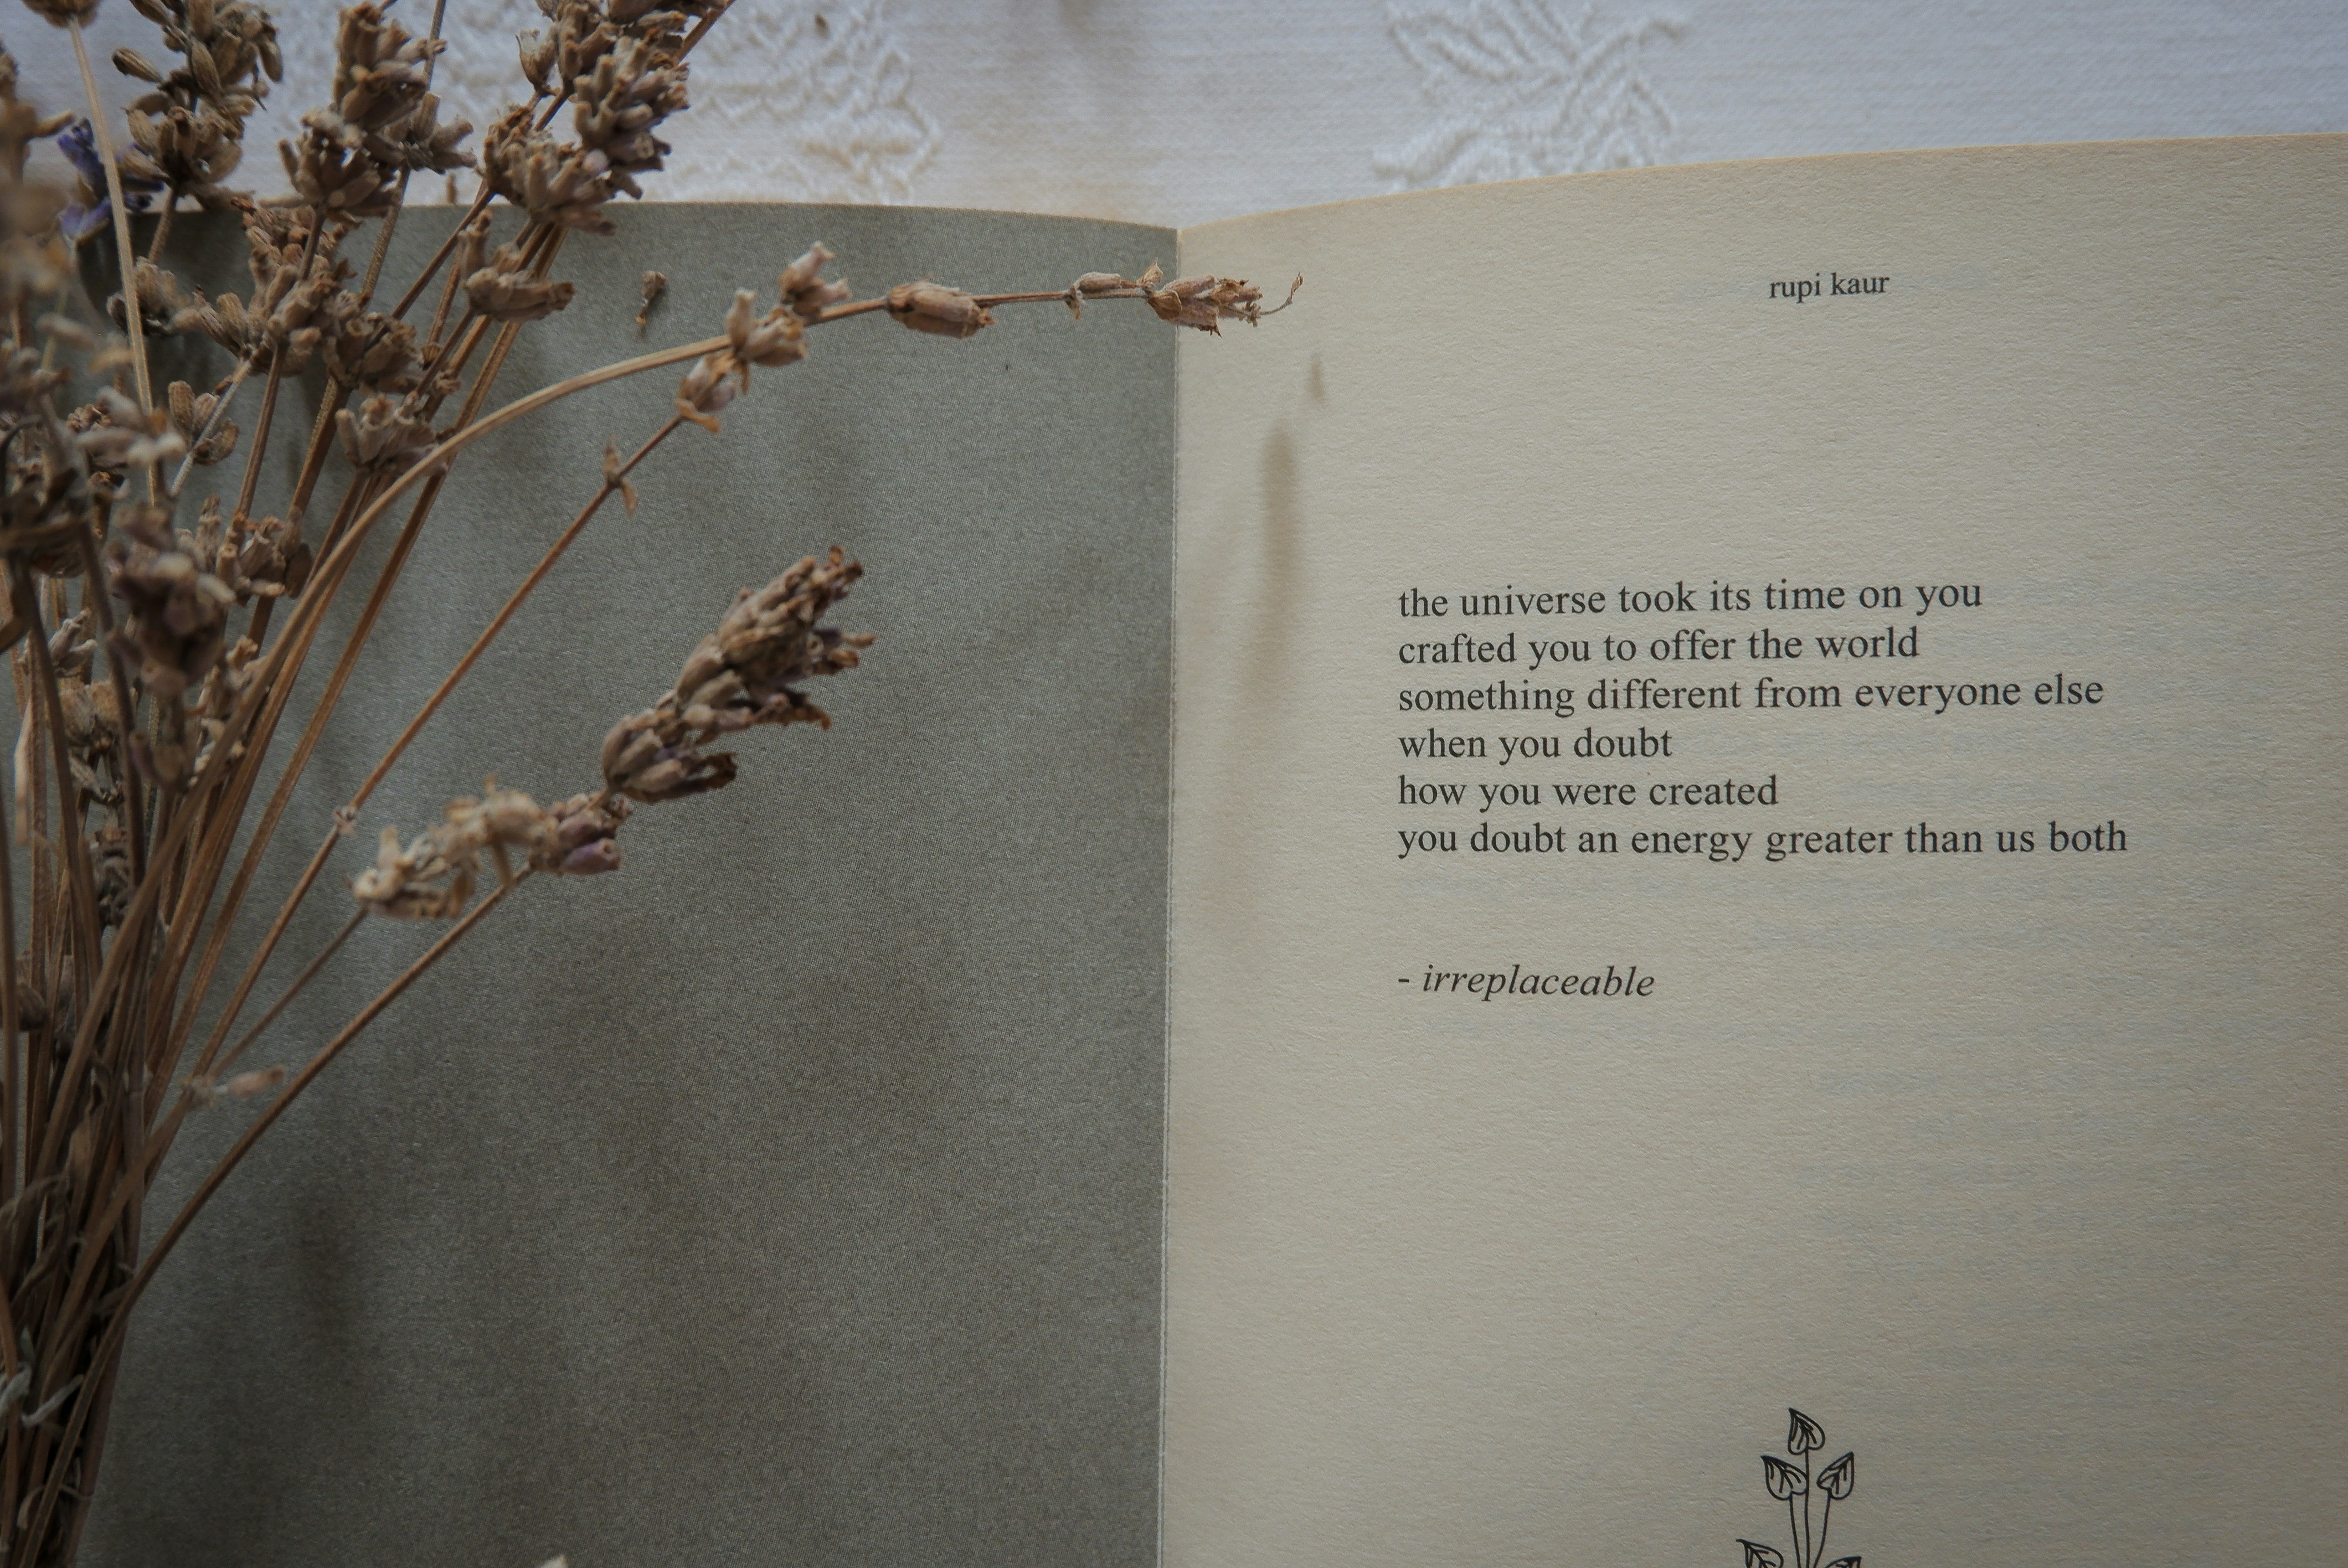 rupi kaur
the universe took its time on you
crafted you to offer the world
something different from everyone else
when you doubt
how you were created
you doubt an energy greater than us both
- irreplaceable